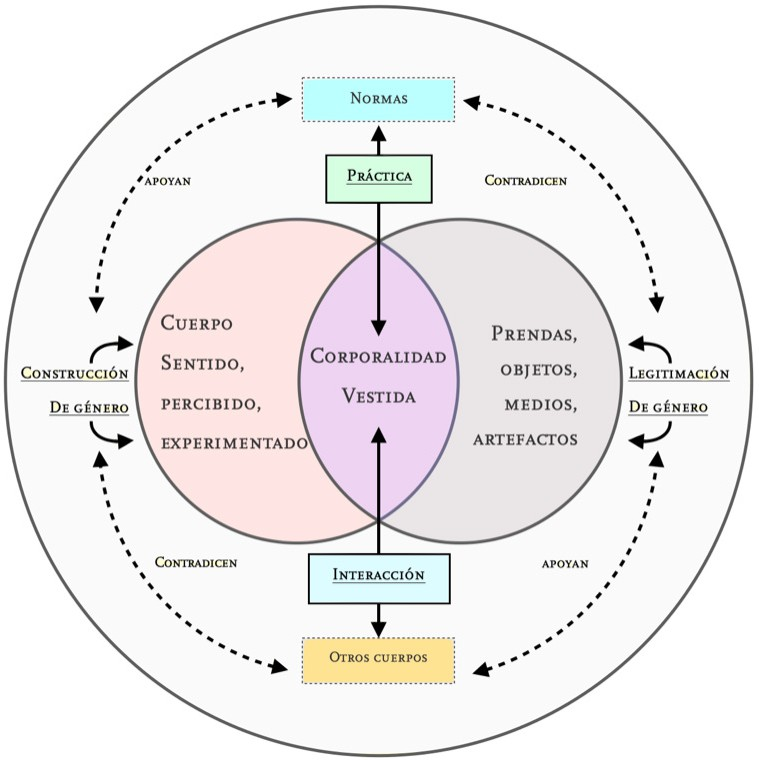 Normas
Práctica
apoyan
Contradicen
Cuerpo
Sentido,
percibido,
experimentado
Corporalidad
Vestida
Prendas,
objetos,
medios,
artefactos
Construcción
De género
Legitimación
De género
Contradicen
apoyan
Interacción
Otros cuerpos